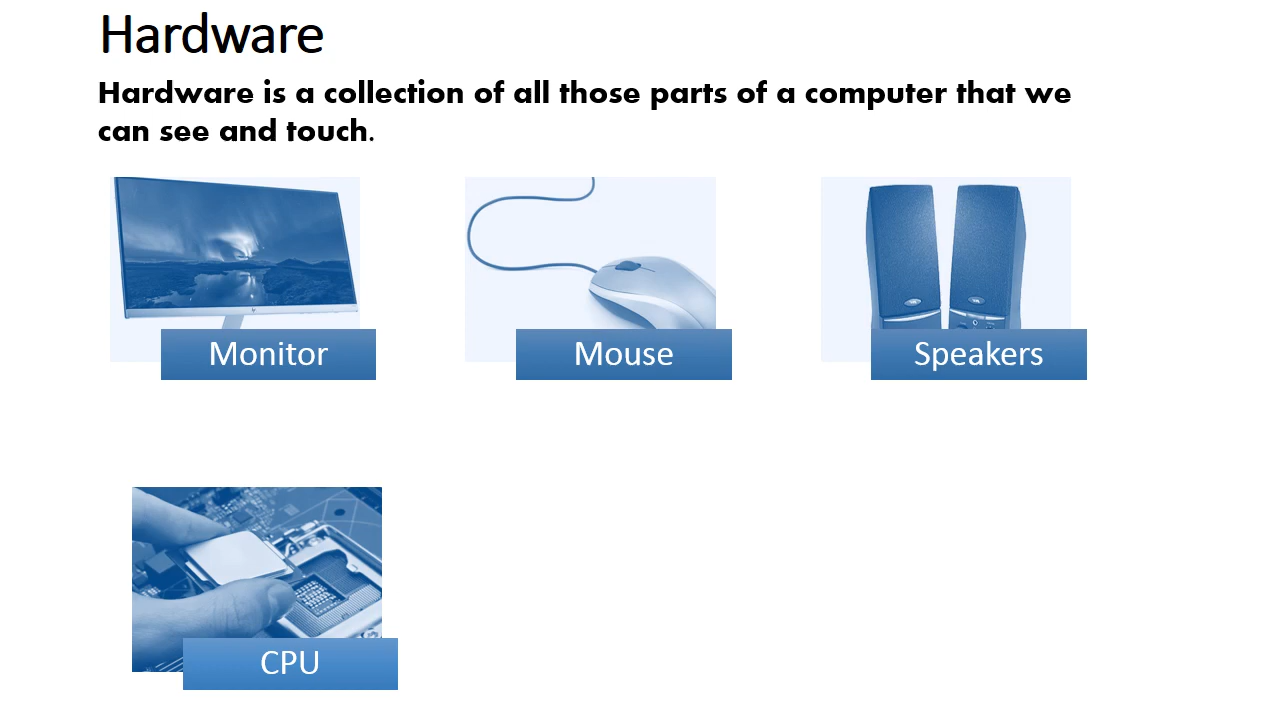 Hardware
Hardware is a collection of all those parts of a computer that we
can see and touch.
Monitor
Mouse
Speakers
CPU